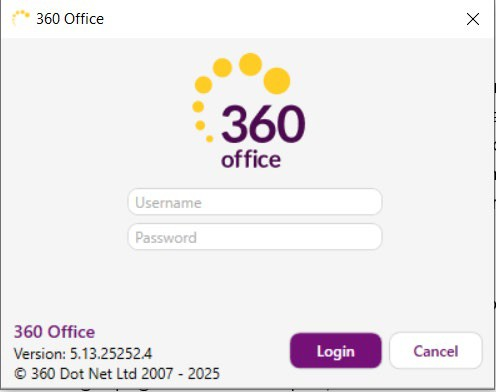 360 Office
360
office
Username
Password
360 Office
Version: 5.13.25252.4
© 360 Dot Net Ltd 2007 - 2025
Login
Cancel